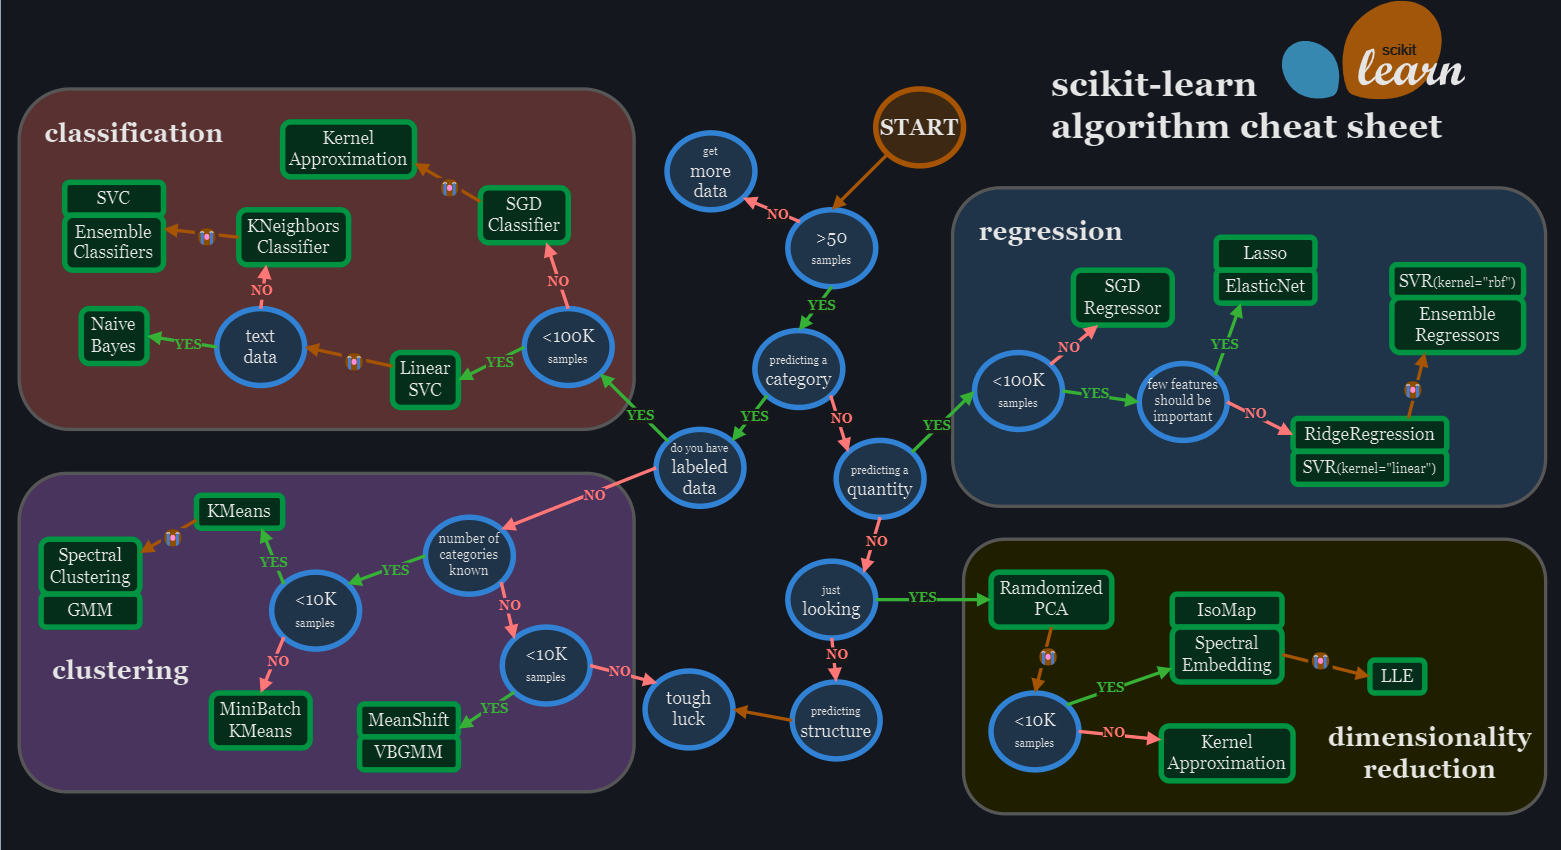 scikit
learn
scikit-learn
algorithm cheat sheet
START
get
more
data
NO
>50
samples
YES
predicting a
category
YES
NO
do you have
labeled
data
YES
NO
predicting a
quantity
YES
NO
just
looking
YES
NO
predicting
structure
tough
luck
classification
Kernel
Approximation
SVC
Ensemble
Classifiers
KNeighbors
Classifier
SGD
Classifier
NO
NO
Naive
Bayes
YES
text
data
Linear
SVC
YES
<100K
samples
regression
SGD
Regressor
Lasso
ElasticNet
SVR(kernel="rbf")
Ensemble
Regressors
NO
YES
<100K
samples
YES
few features
should be
important
NO
RidgeRegression
SVR(kernel="linear")
clustering
KMeans
Spectral
Clustering
GMM
YES
<10K
samples
YES
number of
categories
known
NO
NO
MiniBatch
KMeans
<10K
samples
NO
YES
MeanShift
VBGMM
dimensionality
reduction
Ramdomized
PCA
IsoMap
Spectral
Embedding
LLE
YES
<10K
samples
NO
Kernel
Approximation